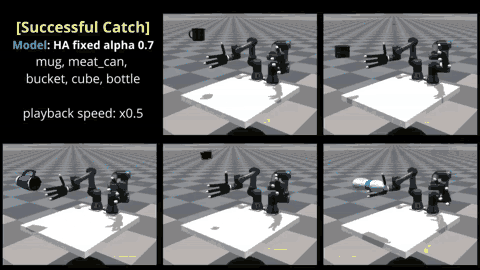 [Successful Catch]
Model: HA fixed alpha 0.7
mug, meat_can,
bucket, cube, bottle
playback speed: x0.5